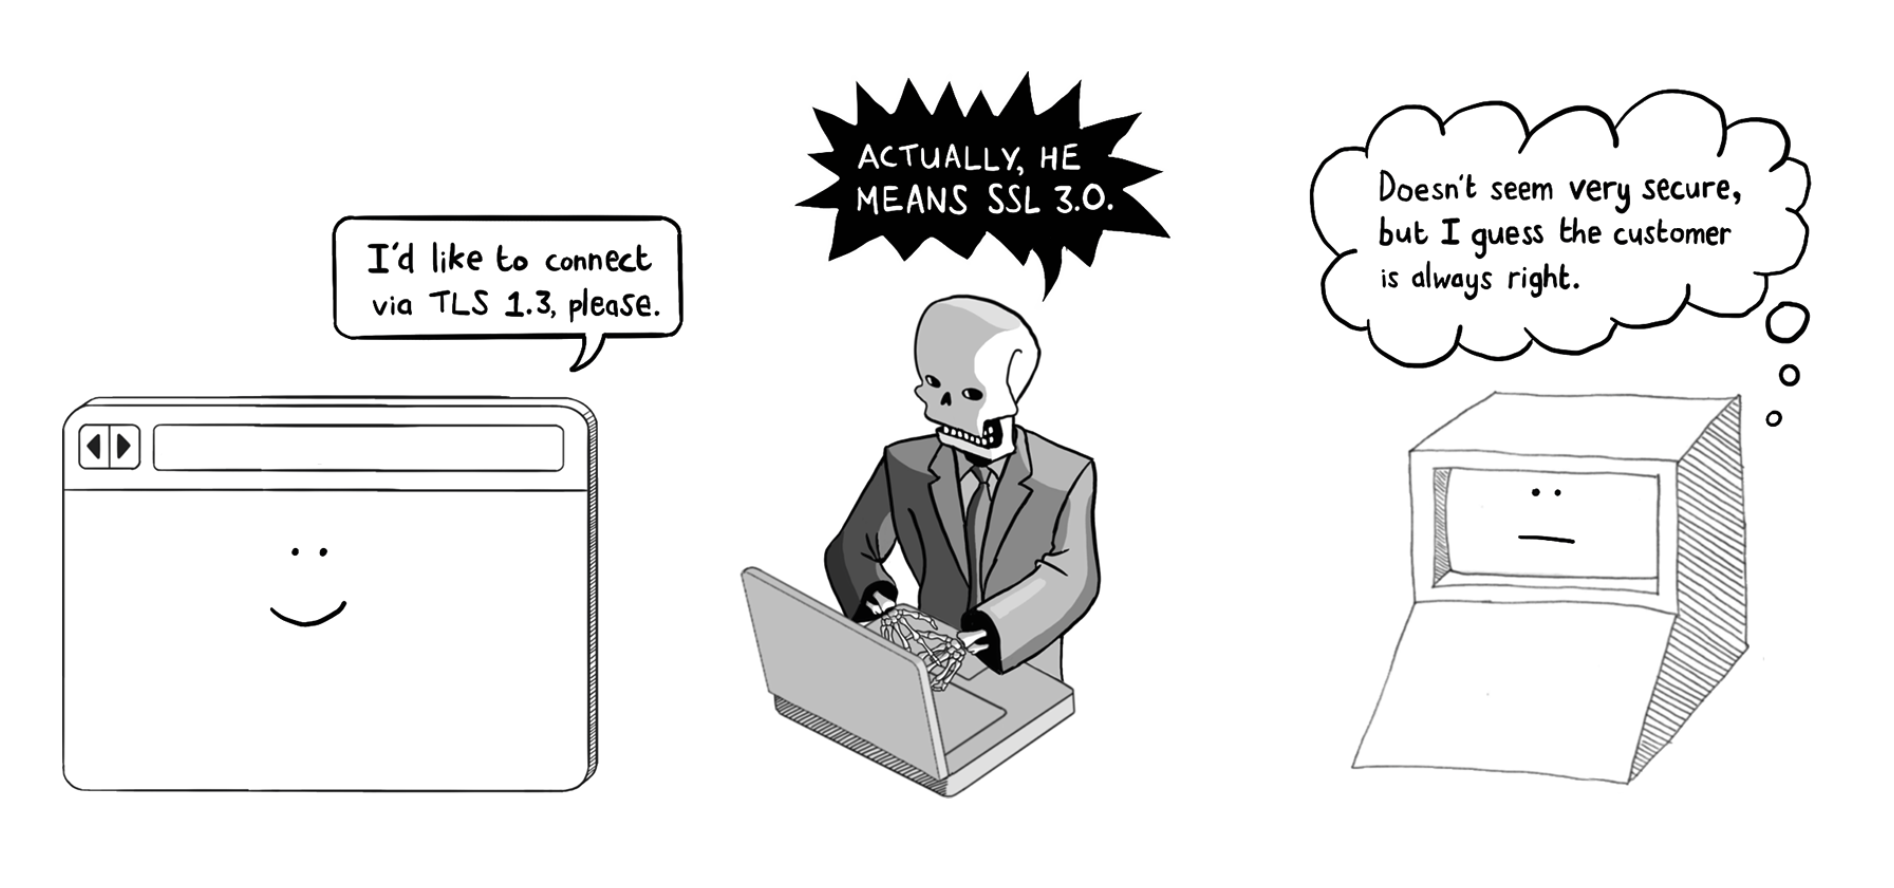 I'd like to connect
via TLS 1.3, please.
ACTUALLY, HE
MEANS SSL 3.0.
Doesn't seem very secure,
but I guess the customer
is always right.